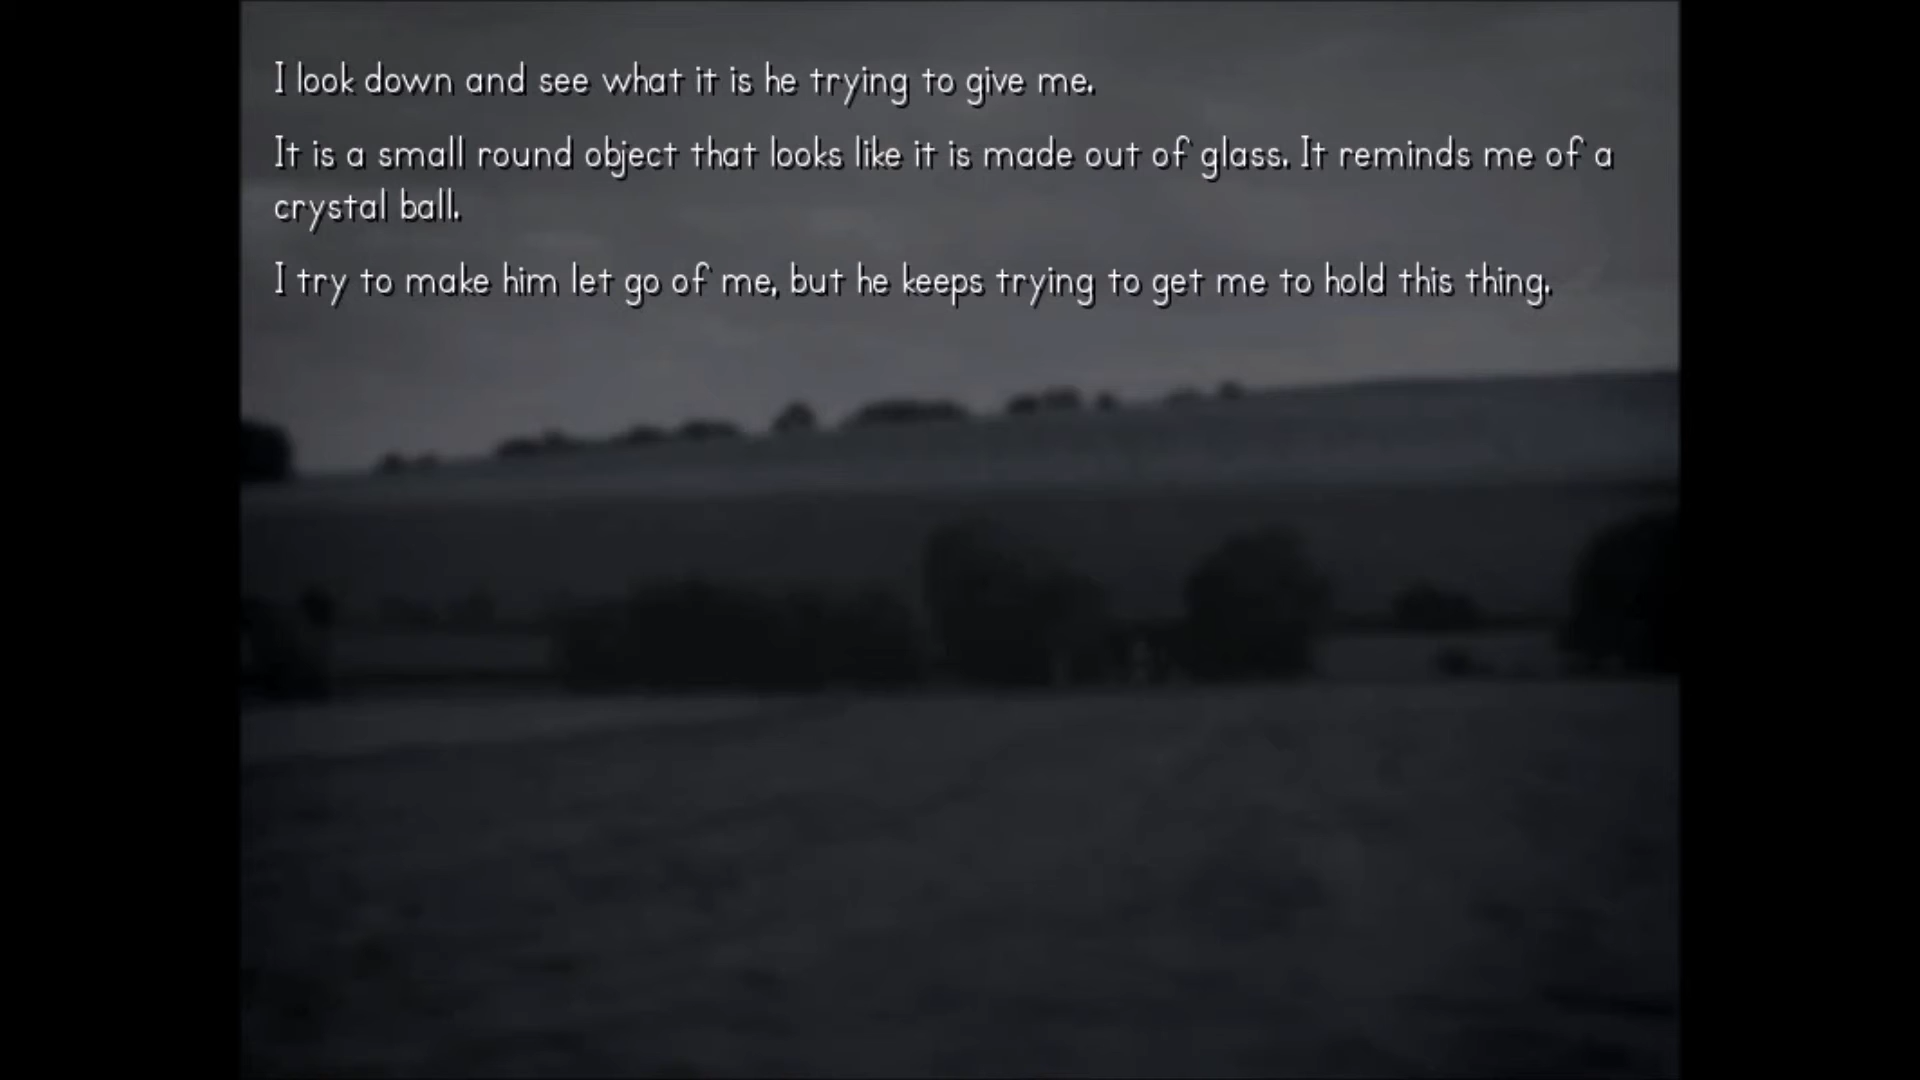 I look down and see what it is he trying to give me.
It is a small round object that looks like it is made out of glass. It reminds me of a
crystal ball.
I try to make him let go of me, but he keeps trying to get me to hold this thing.